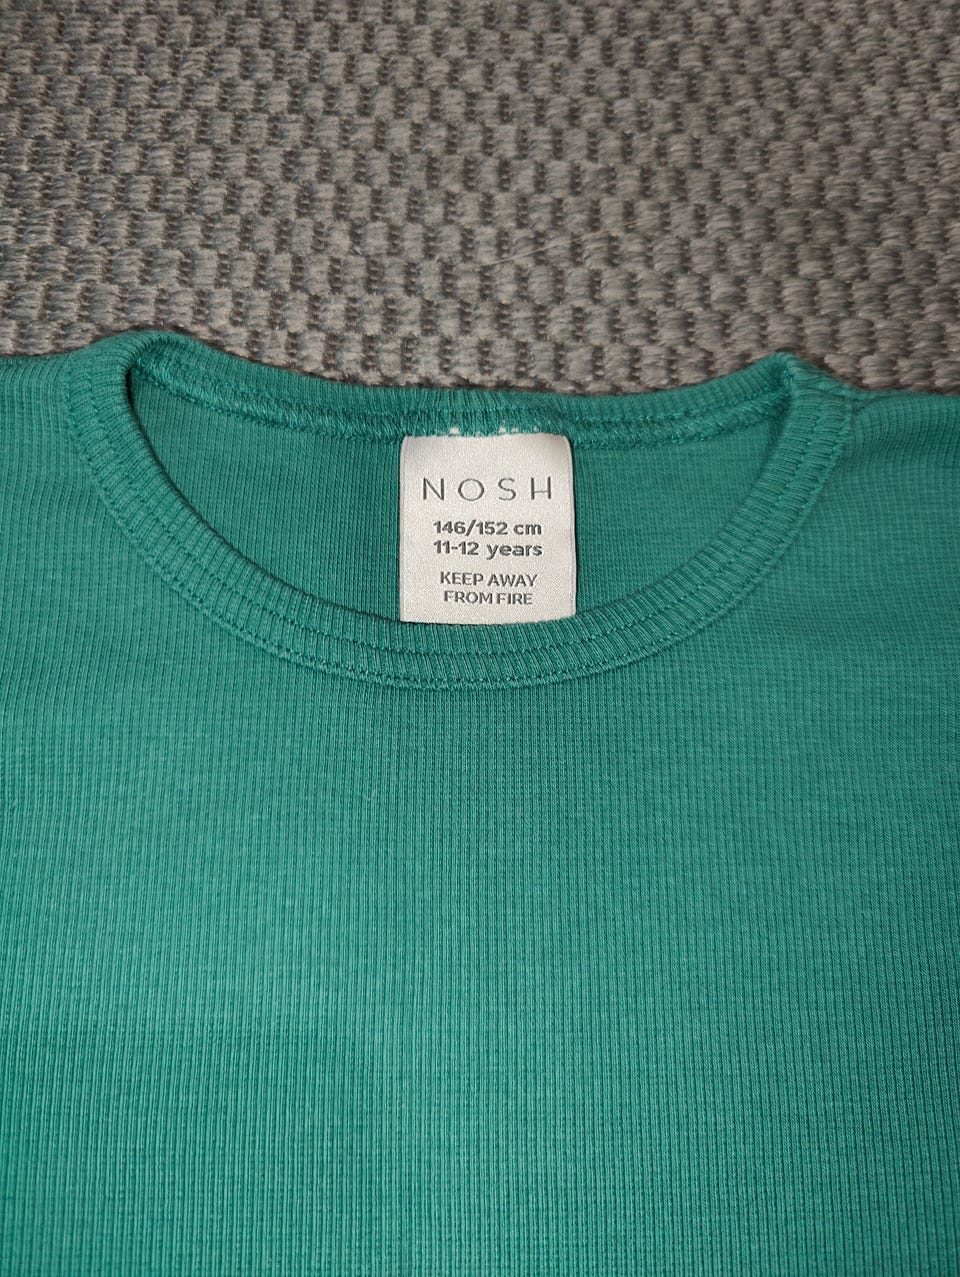 NOSH
146/152 cm
11-12 years
KEEP AWAY
FROM FIRE